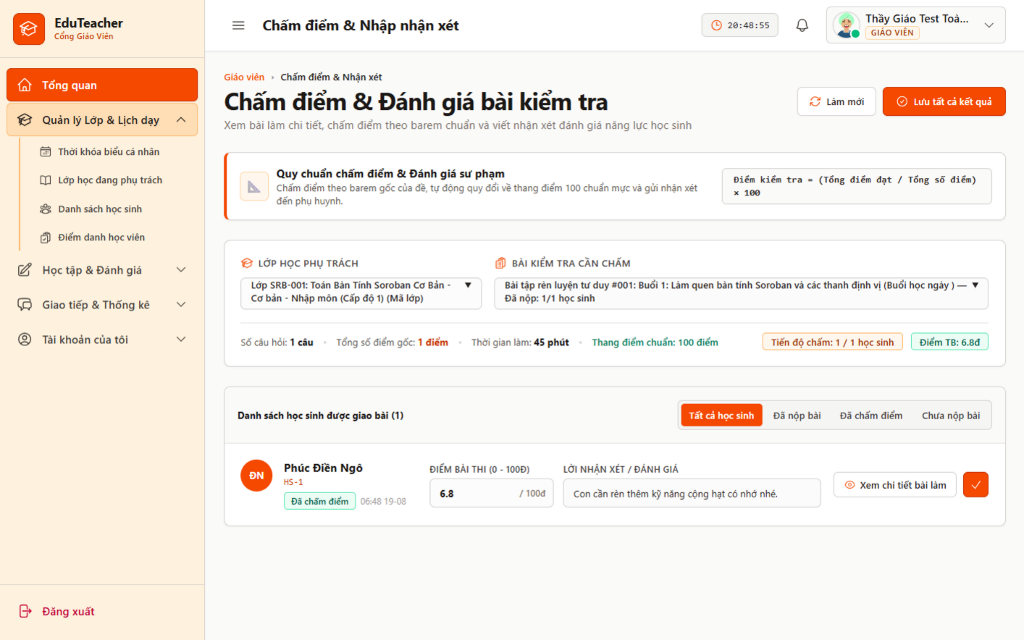 EduTeacher
Cổng Giáo Viên
Tổng quan
Quản lý Lớp & Lịch dạy
Thời khóa biểu cá nhân
Lớp học đang phụ trách
Danh sách học sinh
Điểm danh học viên
Học tập & Đánh giá
Giao tiếp & Thống kê
Tài khoản của tôi
Đăng xuất
Chấm điểm & Nhập nhận xét
20:48:55
Thầy Giáo Test Toá...
GIÁO VIÊN
Giáo viên › Chấm điểm & Nhận xét
Chấm điểm & Đánh giá bài kiểm tra
Xem bài làm chi tiết, chấm điểm theo barem chuẩn và viết nhận xét đánh giá năng lực học sinh
Làm mới
Lưu tất cả kết quả
Quy chuẩn chấm điểm & Đánh giá sư phạm
Chấm điểm theo barem gốc của đề, tự động quy đổi về thang điểm 100 chuẩn mực và gửi nhận xét
đến phụ huynh.
Điểm kiểm tra = (Tổng điểm đạt / Tổng số điểm)
× 100
LỚP HỌC PHỤ TRÁCH
Lớp SRB-001: Toán Bàn Tính Soroban Cơ Bản -
Cơ bản - Nhập môn (Cấp độ 1) (Mã lớp)
BÀI KIỂM TRA CẦN CHẤM
Bài tập rèn luyện tư duy #001: Buổi 1: Làm quen bàn tính Soroban và các thanh định vị (Buổi học ngày ) —
Đã nộp: 1/1 học sinh
Số câu hỏi: 1 câu • Tổng số điểm gốc: 1 điểm • Thời gian làm: 45 phút • Thang điểm chuẩn: 100 điểm
Tiến độ chấm: 1 / 1 học sinh
Điểm TB: 6.8đ
Danh sách học sinh được giao bài (1)
Tất cả học sinh
Đã nộp bài
Đã chấm điểm
Chưa nộp bài
ĐN
Phúc Điền Ngô
HS-1
Đã chấm điểm
06:48 19-08
ĐIỂM BÀI THI (0 - 100Đ)
6.8
/ 100đ
LỜI NHẬN XÉT / ĐÁNH GIÁ
Con cần rèn thêm kỹ năng cộng hạt có nhớ nhé.
Xem chi tiết bài làm